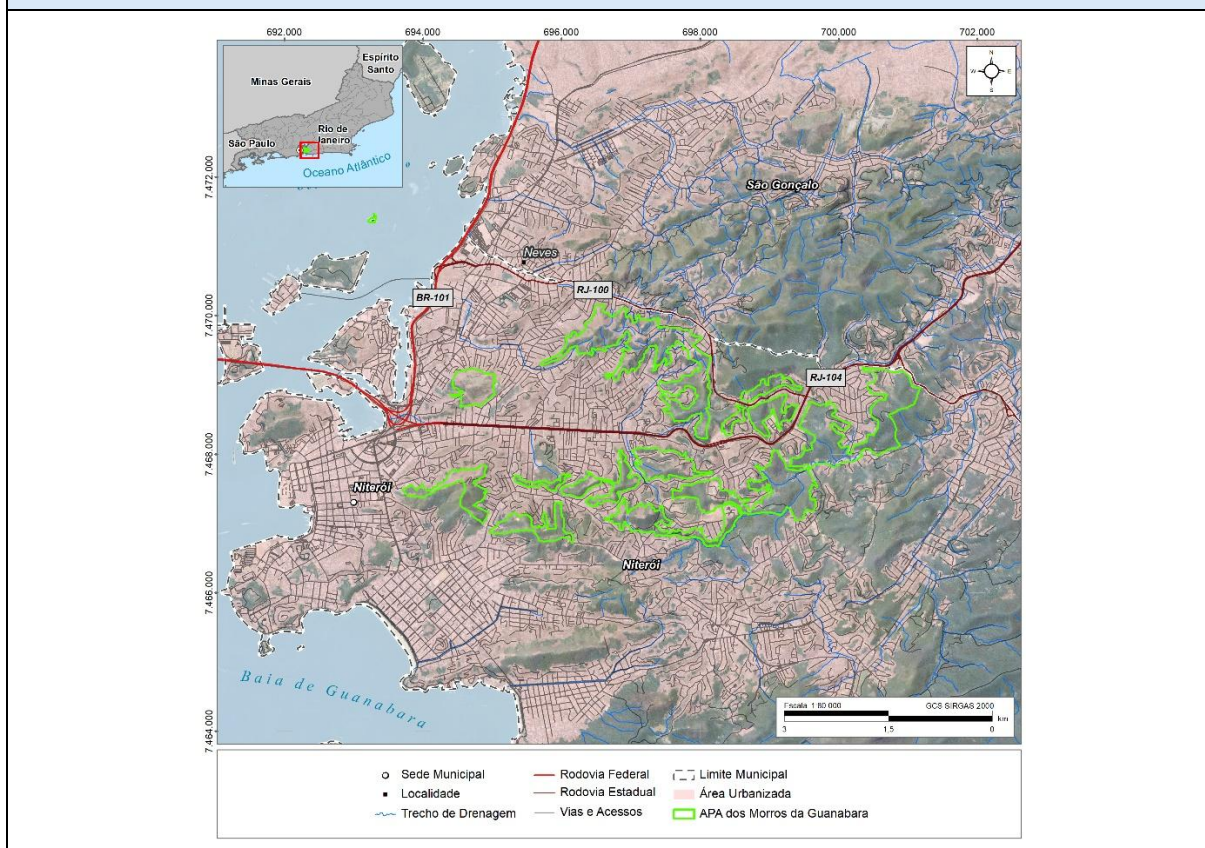 692.000 694.000 696.000 698.000 700.000 702.000
Espírito
Santo
Minas Gerais
Rio de
Janeiro
São Paulo
Oceano Atlântico
N
W E
S
7.472.000
São Gonçalo
Neves
RJ-100
BR-101
7.470.000
RJ-104
7.468.000
Niterói
Niterói
7.466.000
Baía de Guanabara
Escala 1:60.000 GCS SIRGAS 2000
3 1,5 0
km
7.464.000
Sede Municipal Rodovia Federal Limite Municipal
Localidade Rodovia Estadual Área Urbanizada
Trecho de Drenagem Vias e Acessos APA dos Morros da Guanabara